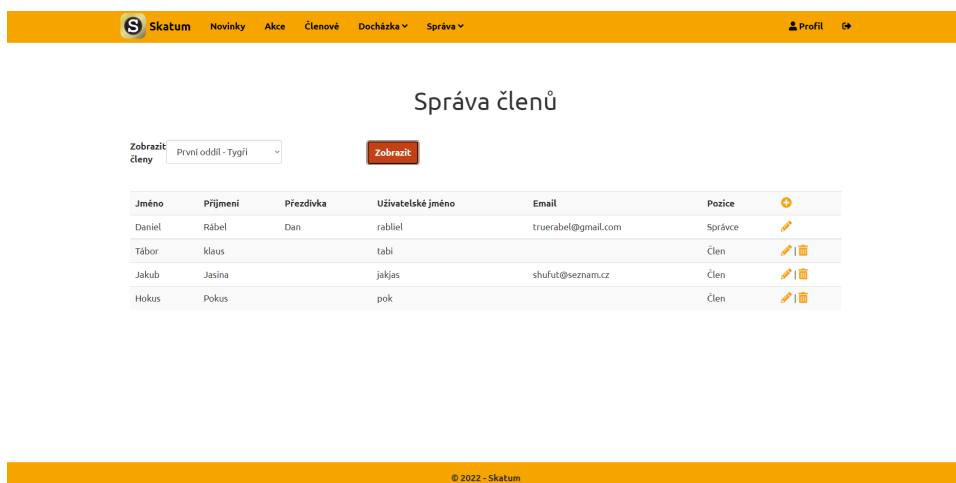 S Skatum Novinky Akce Členové Docházka Správa Profil
Správa členů
Zobrazit členy První oddíl - Tygři Zobrazit
Jméno Příjmení Přezdívka Uživatelské jméno Email Pozice
Daniel Rábel Dan rabliel truerabel@gmail.com Správce
Tábor klaus tabi Člen |
Jakub Jasina jakjas shufut@seznam.cz Člen |
Hokus Pokus pok Člen |
© 2022 - Skatum